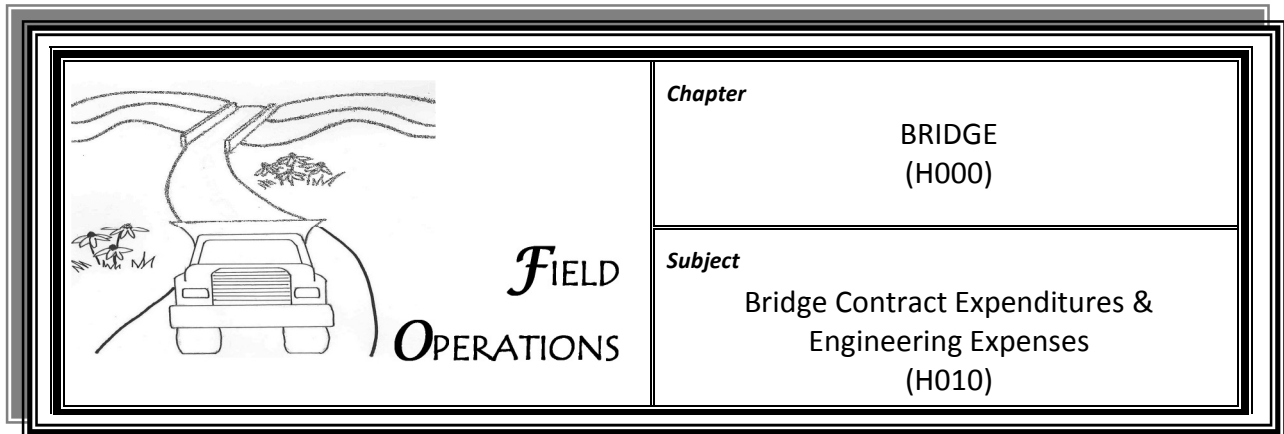 FIELD
OPERATIONS
Chapter
BRIDGE
(H000)
Subject
Bridge Contract Expenditures &
Engineering Expenses
(H010)